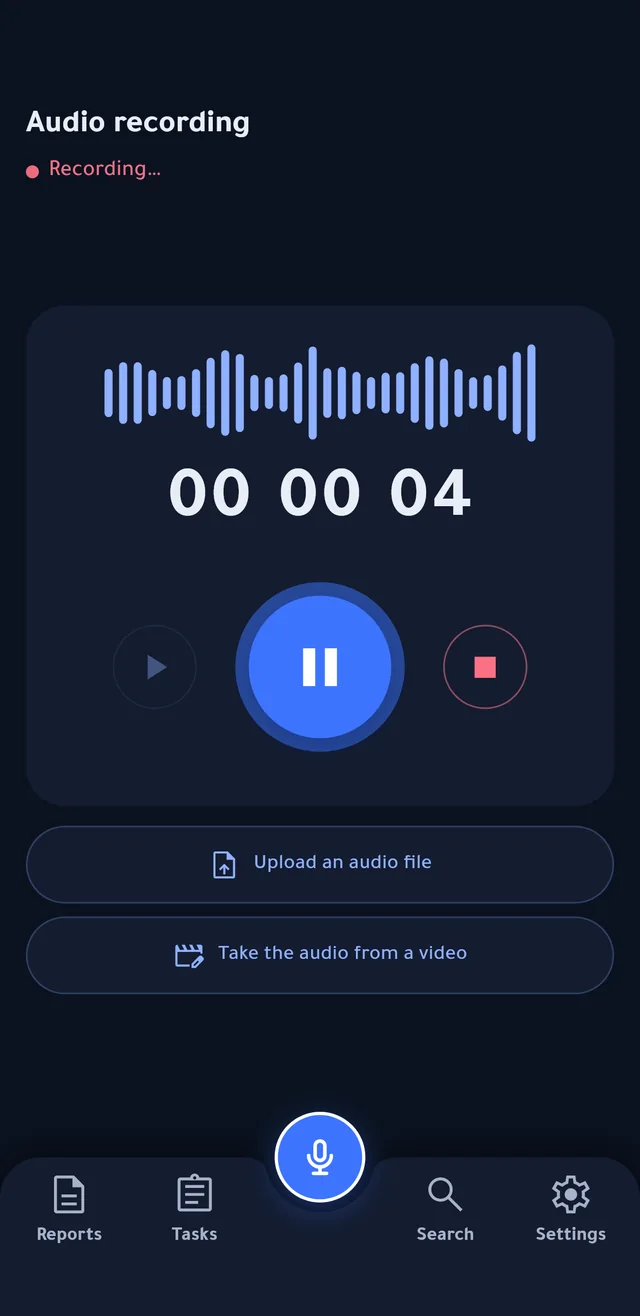 Audio recording
Recording...
00 00 04
Upload an audio file
Take the audio from a video
Reports
Tasks
Search
Settings